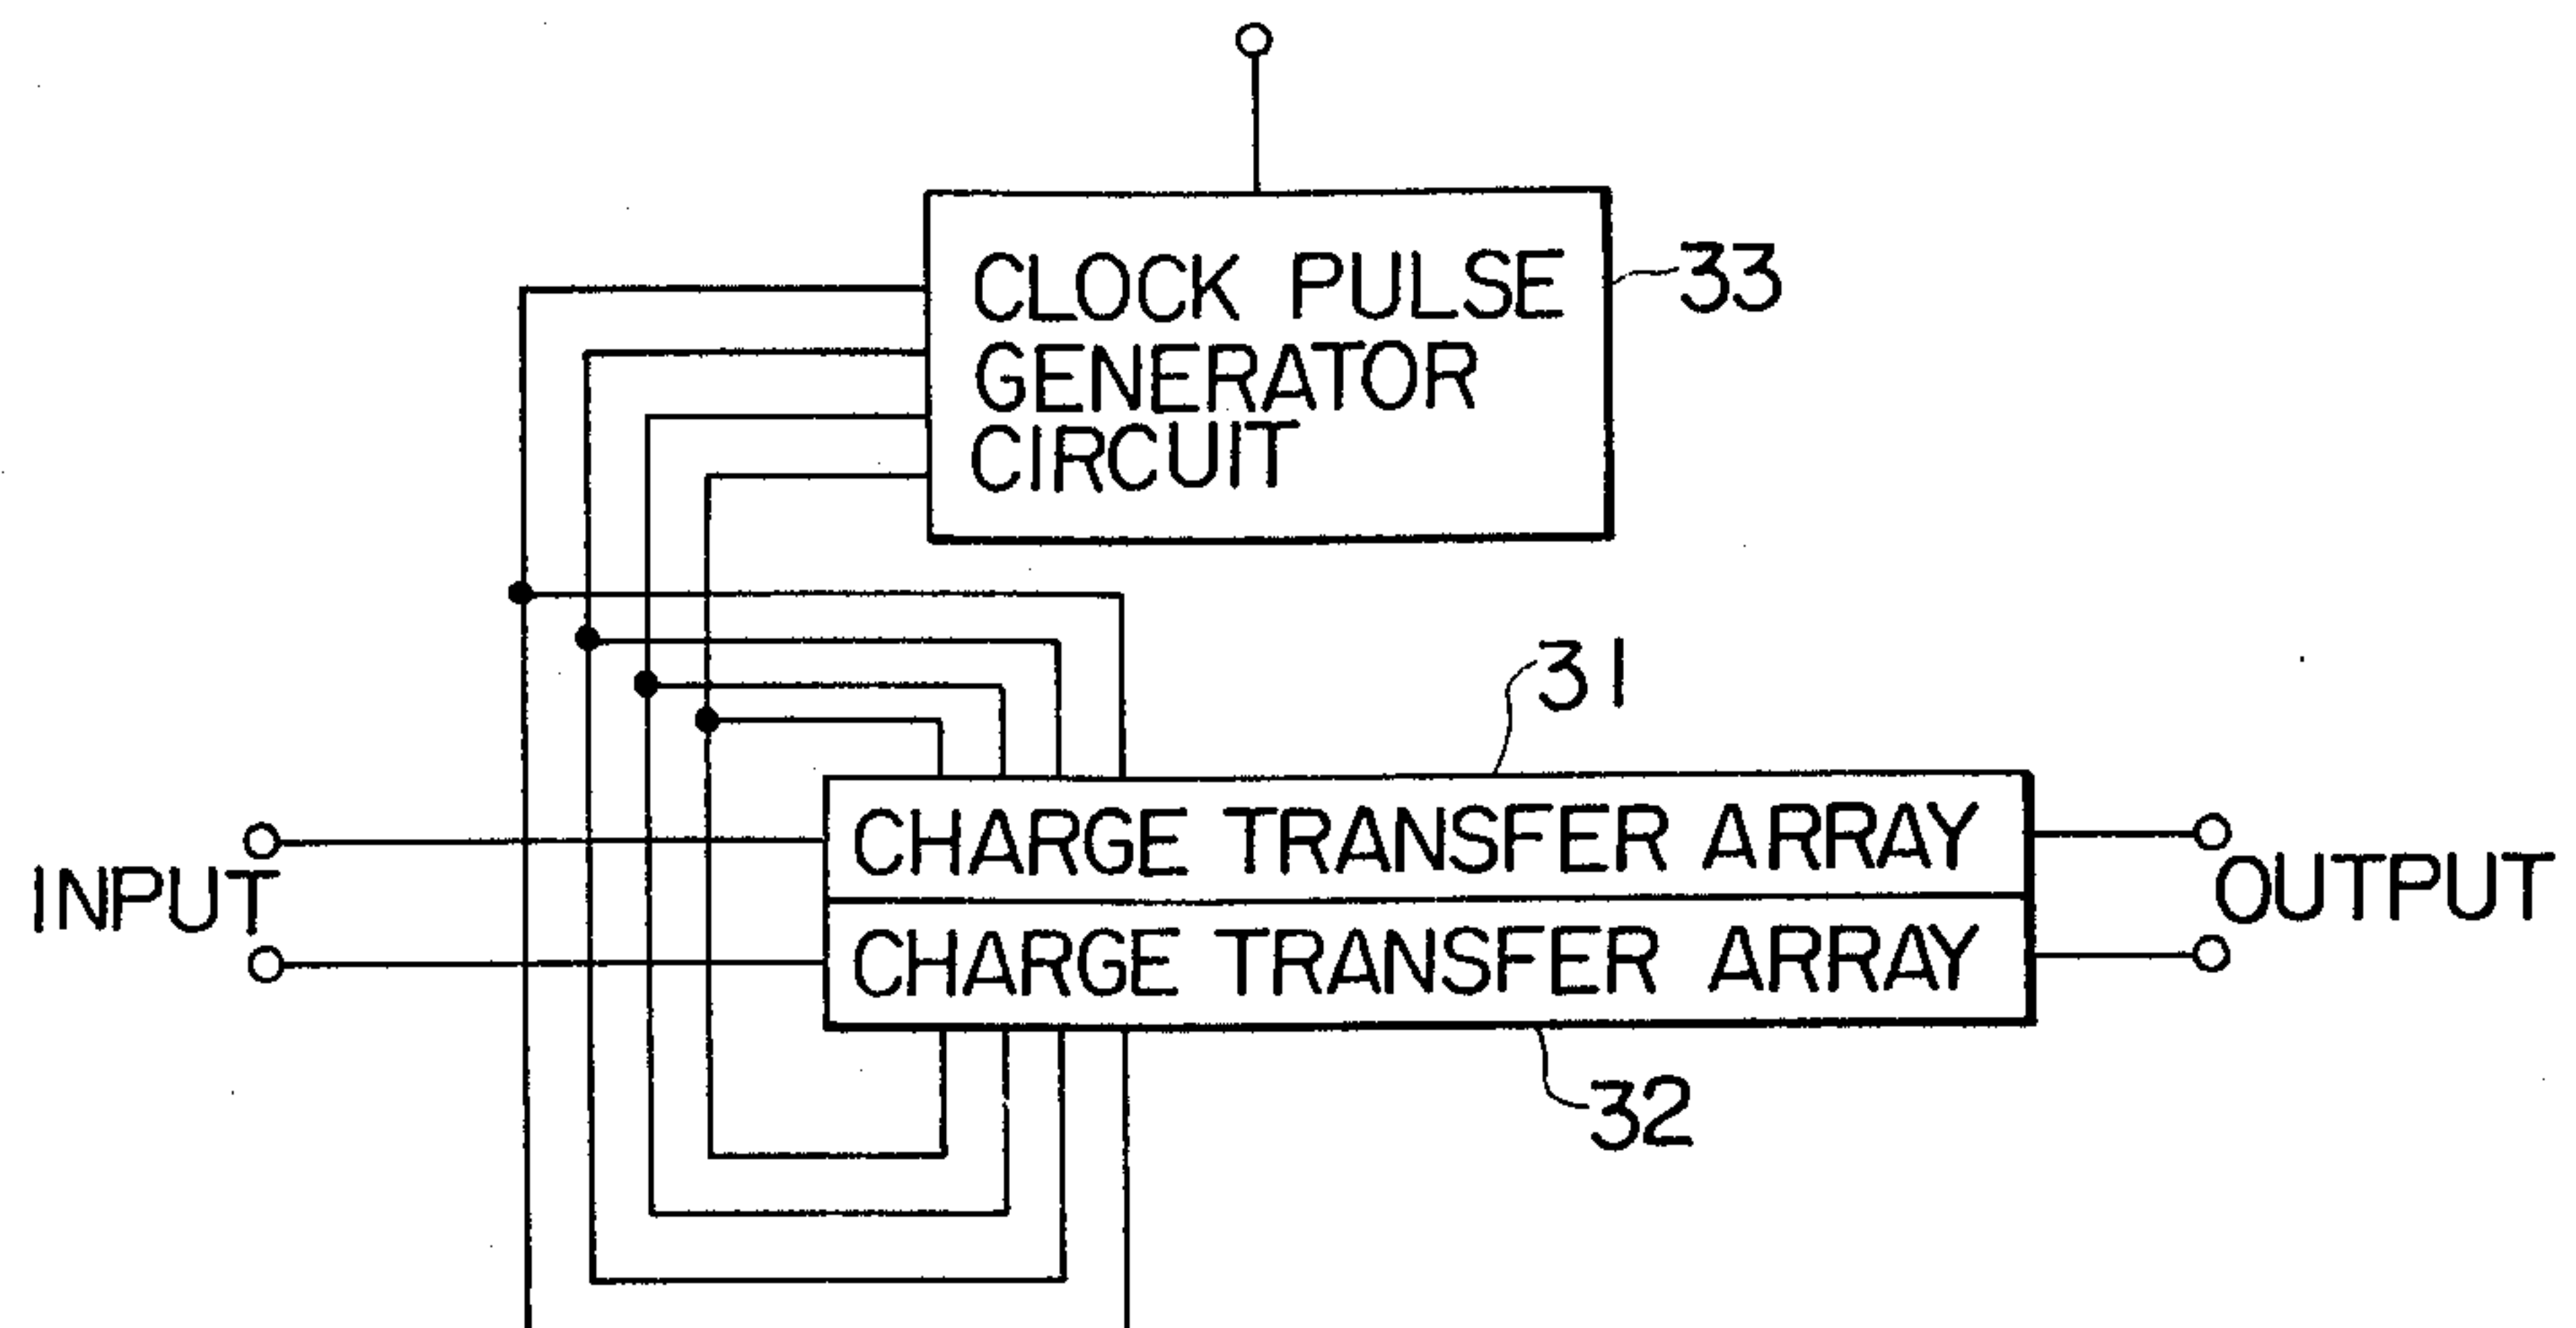 CLOCK PULSE
GENERATOR
CIRCUIT
33
31
CHARGE TRANSFER ARRAY
INPUT
OUTPUT
CHARGE TRANSFER ARRAY
32